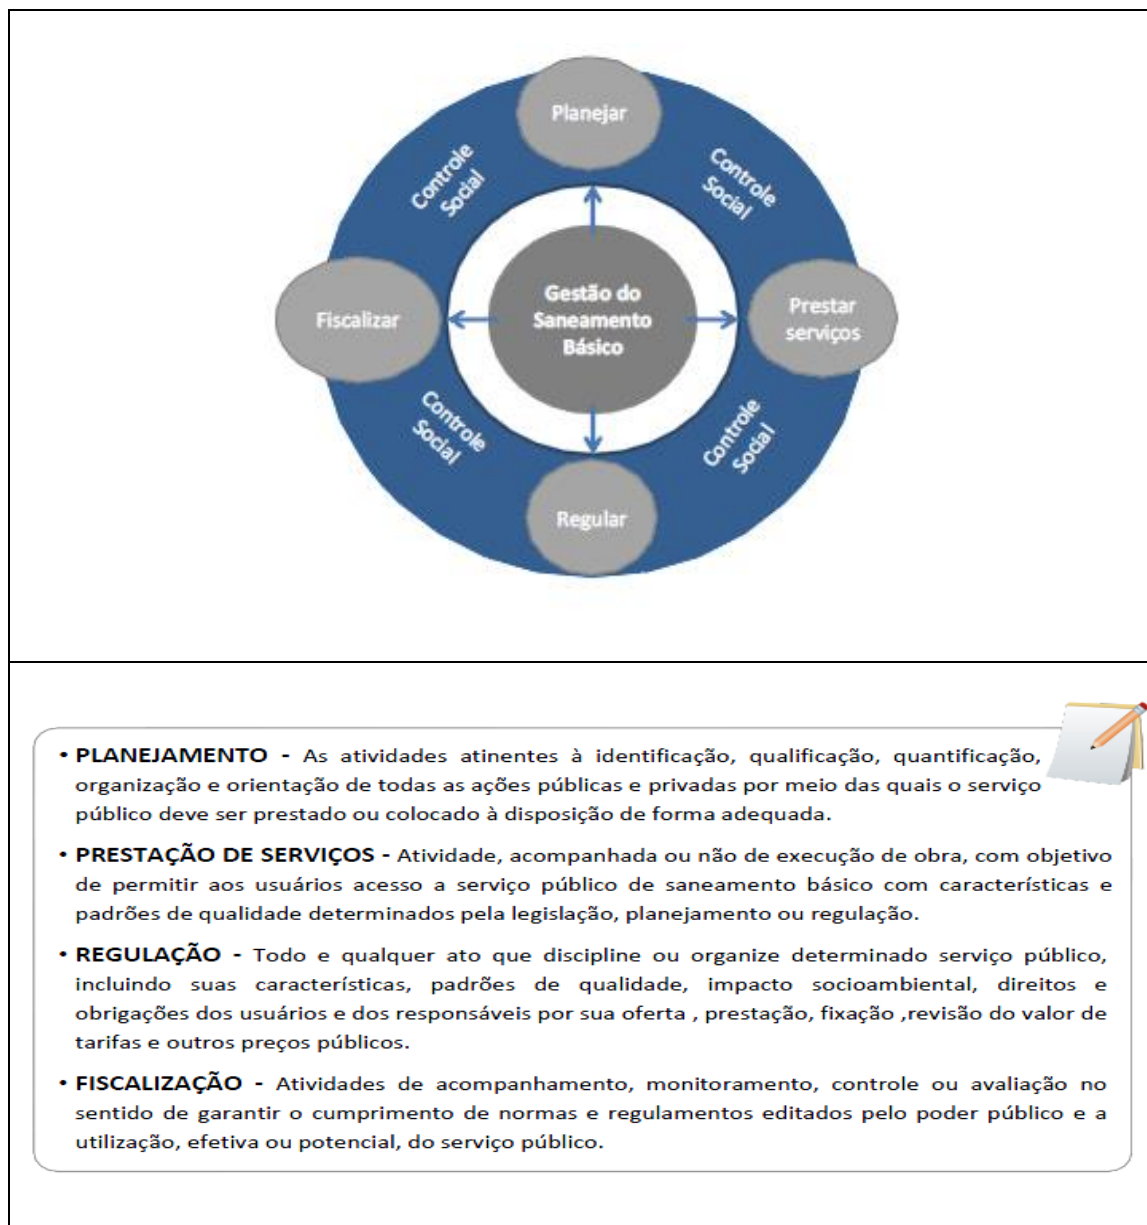 Planejar
Controle
Social
Controle
Social
Fiscalizar
Gestão do
Saneamento
Básico
Prestar
serviços
Controle
Social
Controle
Social
Regular
• PLANEJAMENTO - As atividades atinentes à identificação, qualificação, quantificação,
organização e orientação de todas as ações públicas e privadas por meio das quais o serviço
público deve ser prestado ou colocado à disposição de forma adequada.
• PRESTAÇÃO DE SERVIÇOS - Atividade, acompanhada ou não de execução de obra, com objetivo
de permitir aos usuários acesso a serviço público de saneamento básico com características e
padrões de qualidade determinados pela legislação, planejamento ou regulação.
• REGULAÇÃO - Todo e qualquer ato que discipline ou organize determinado serviço público,
incluindo suas características, padrões de qualidade, impacto socioambiental, direitos e
obrigações dos usuários e dos responsáveis por sua oferta , prestação, fixação ,revisão do valor de
tarifas e outros preços públicos.
• FISCALIZAÇÃO - Atividades de acompanhamento, monitoramento, controle ou avaliação no
sentido de garantir o cumprimento de normas e regulamentos editados pelo poder público e a
utilização, efetiva ou potencial, do serviço público.